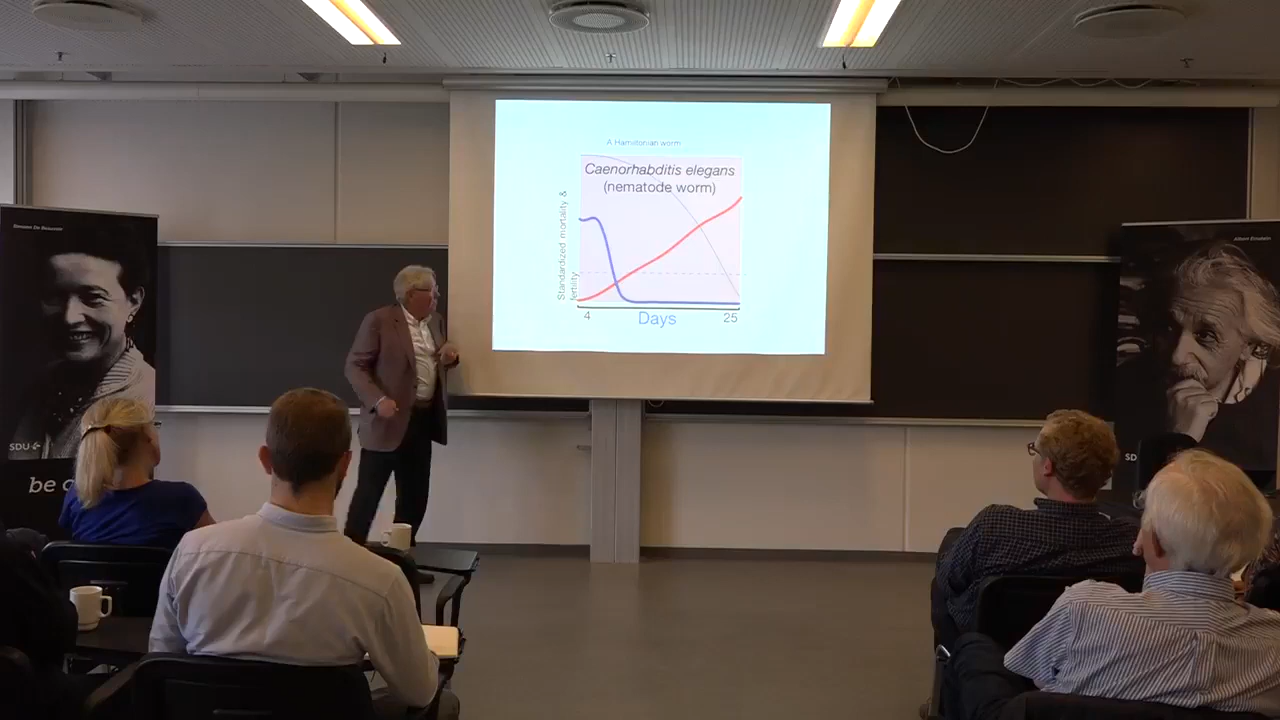 A Hamiltonian worm
Caenorhabditis elegans
(nematode worm)
Standardized mortality &
fertility
4
Days
25
Simone De Beauvoir
SDU
be c
Albert Einstein
SD